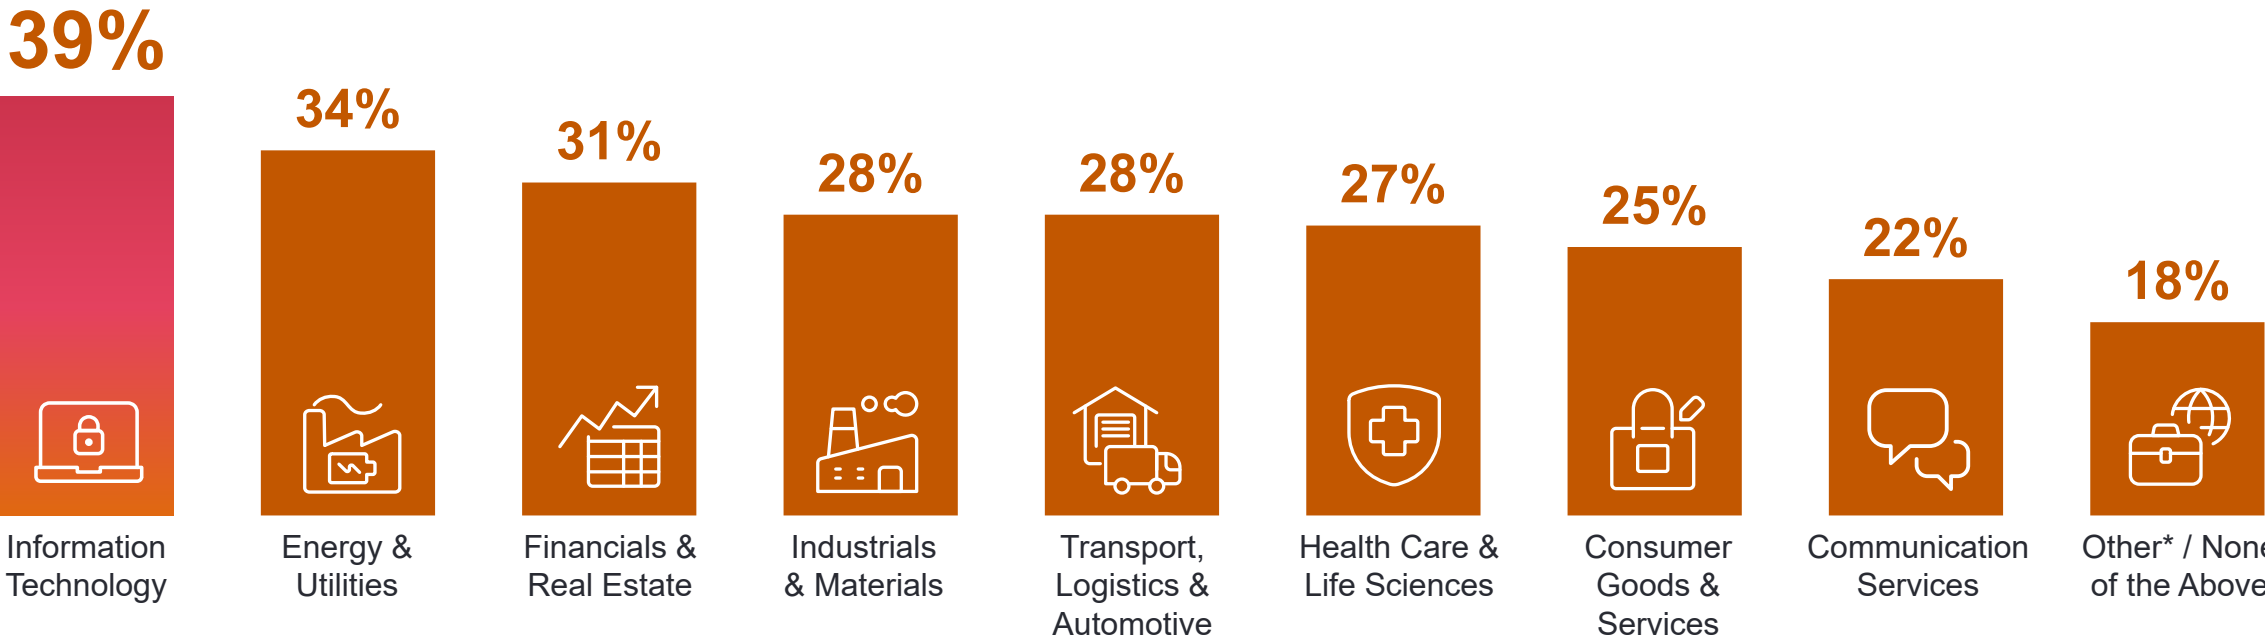 39%
34%
31%
28%
28%
27%
25%
22%
18%
Information
Technology
Energy &
Utilities
Financials &
Real Estate
Industrials
& Materials
Transport,
Logistics &
Automotive
Health Care &
Life Sciences
Consumer
Goods &
Services
Communication
Services
Other* / None
of the Above